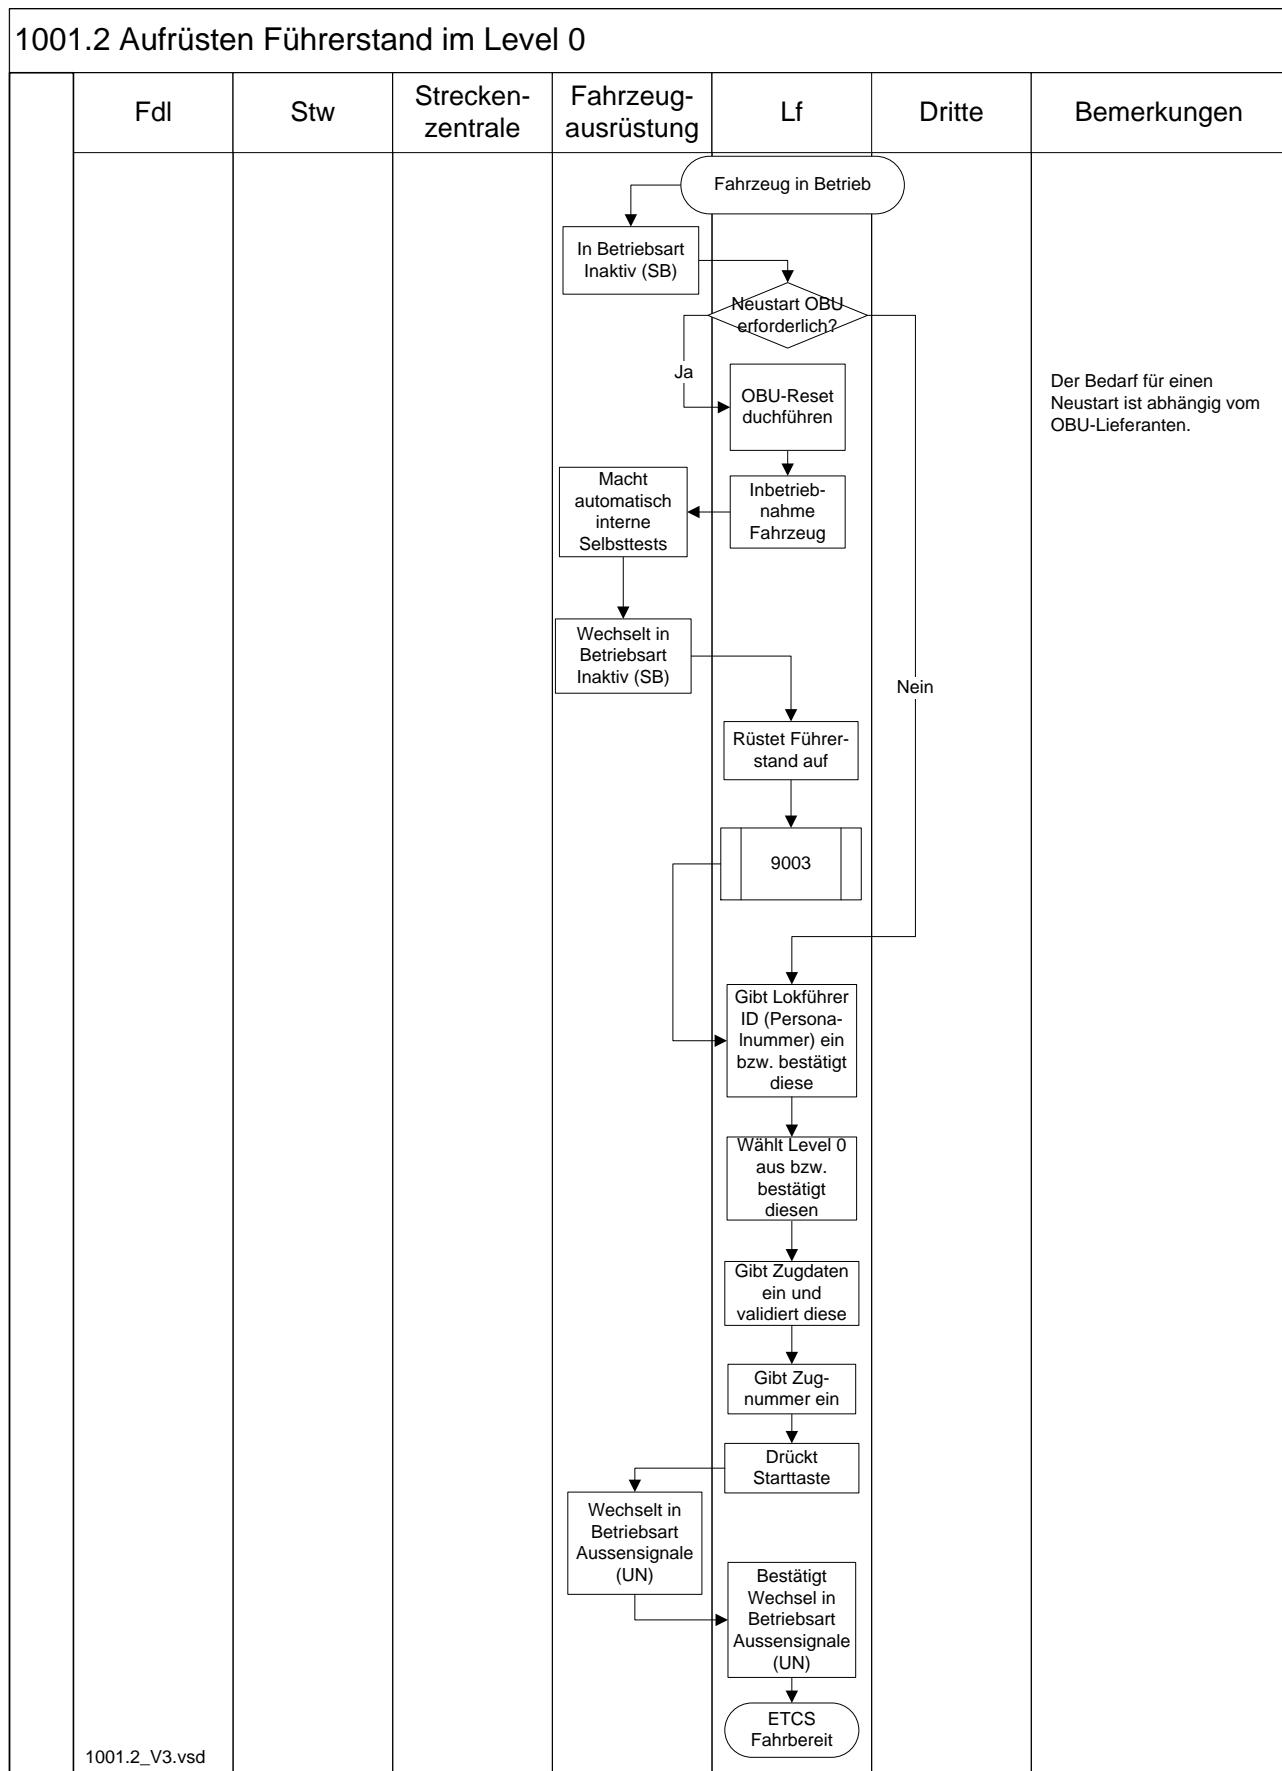 1001.2 Aufrüsten Führerstand im Level 0
Fdl
Stw
Strecken-
zentrale
Fahrzeug-
ausrüstung
Lf
Dritte
Bemerkungen
Fahrzeug in Betrieb
In Betriebsart
Inaktiv (SB)
Neustart OBU
erforderlich?
Ja
OBU-Reset
duchführen
Der Bedarf für einen
Neustart ist abhängig vom
OBU-Lieferanten.
Inbetrieb-
nahme
Fahrzeug
Macht
automatisch
interne
Selbsttests
Wechselt in
Betriebsart
Inaktiv (SB)
Nein
Rüstet Führer-
stand auf
9003
Gibt Lokführer
ID (Persona-
lnummer) ein
bzw. bestätigt
diese
Wählt Level 0
aus bzw.
bestätigt
diesen
Gibt Zugdaten
ein und
validiert diese
Gibt Zug-
nummer ein
Drückt
Starttaste
Wechselt in
Betriebsart
Aussensignale
(UN)
Bestätigt
Wechsel in
Betriebsart
Aussensignale
(UN)
ETCS
Fahrbereit
1001.2_V3.vsd